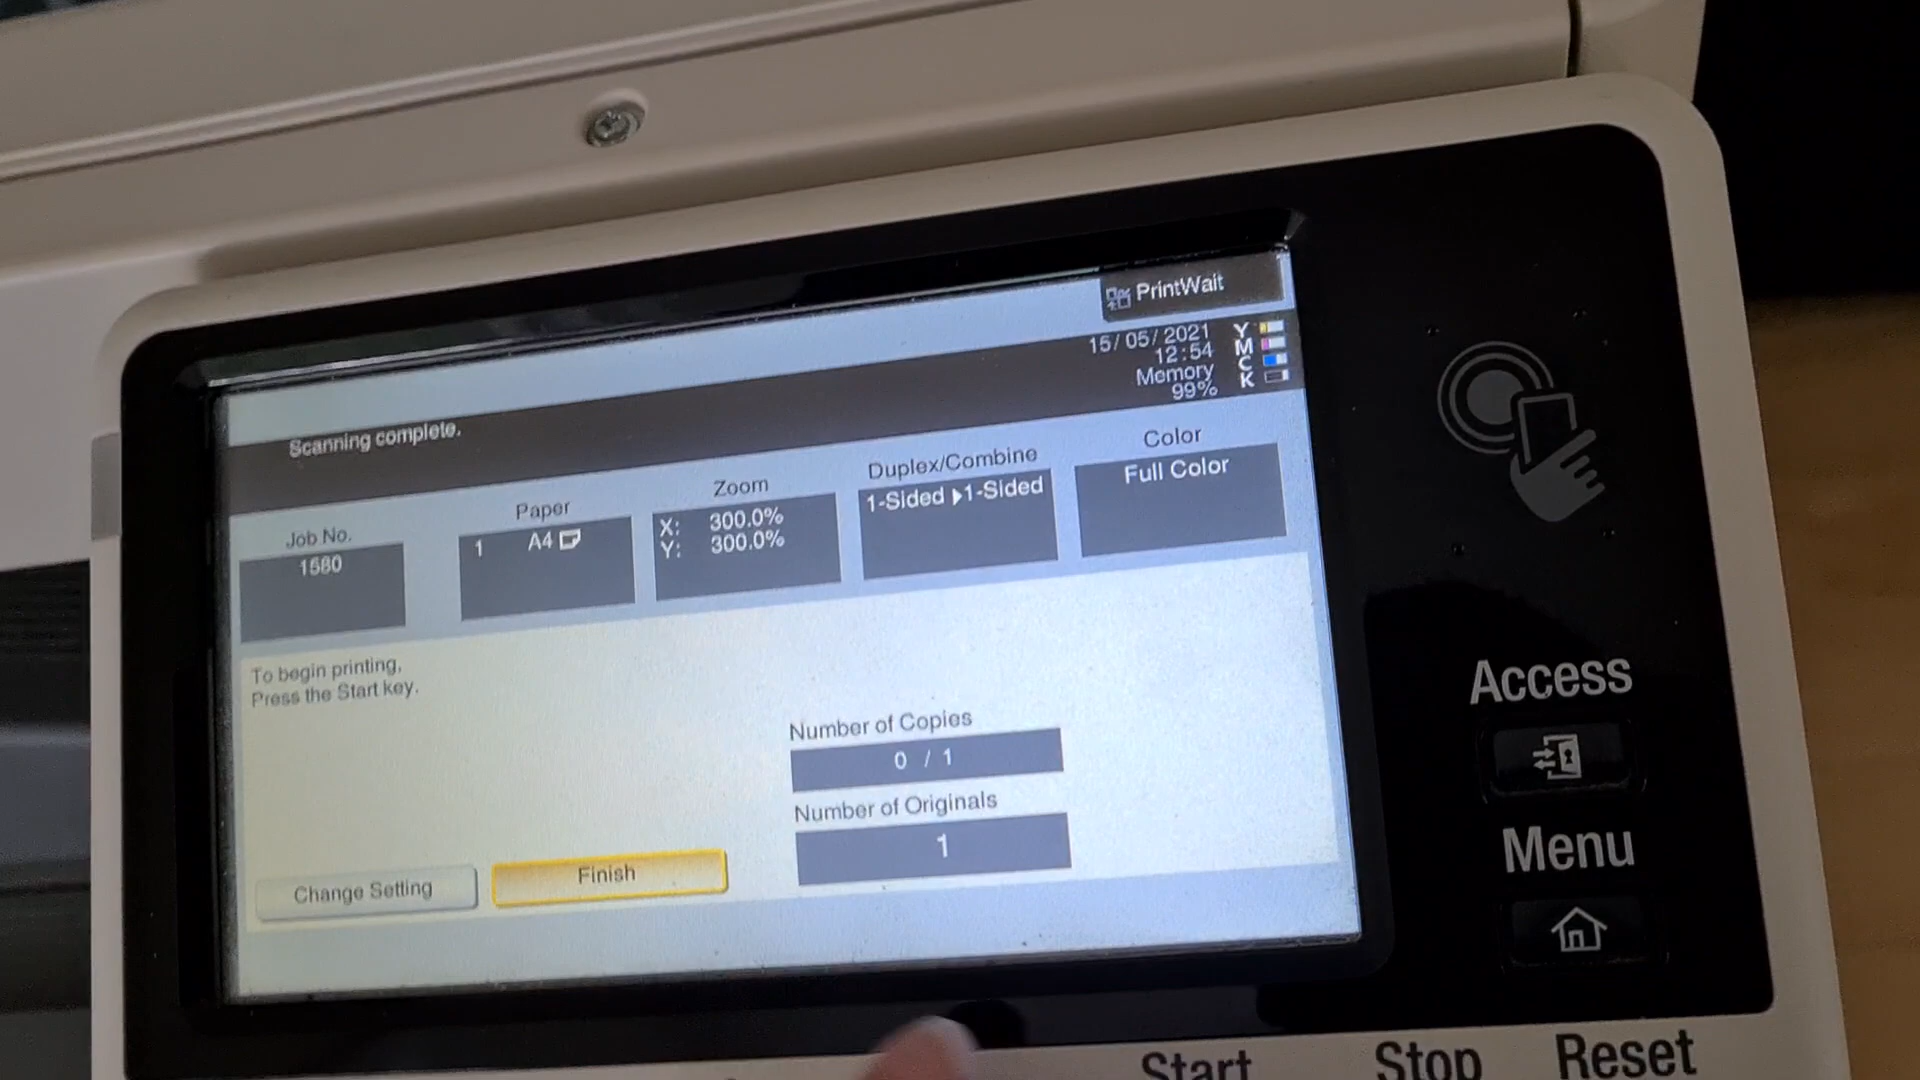 PrintWait
15/05/2021
12:54
Memory
99%
Y
M
C
K
Scanning complete.
Job No.
1580
Paper
1 A4
Zoom
X: 300.0%
Y: 300.0%
Duplex/Combine
1-Sided ▶1-Sided
Color
Full Color
To begin printing,
Press the Start key.
Number of Copies
0 / 1
Number of Originals
1
Change Setting
Finish
Access
Menu
Start
Stop
Reset